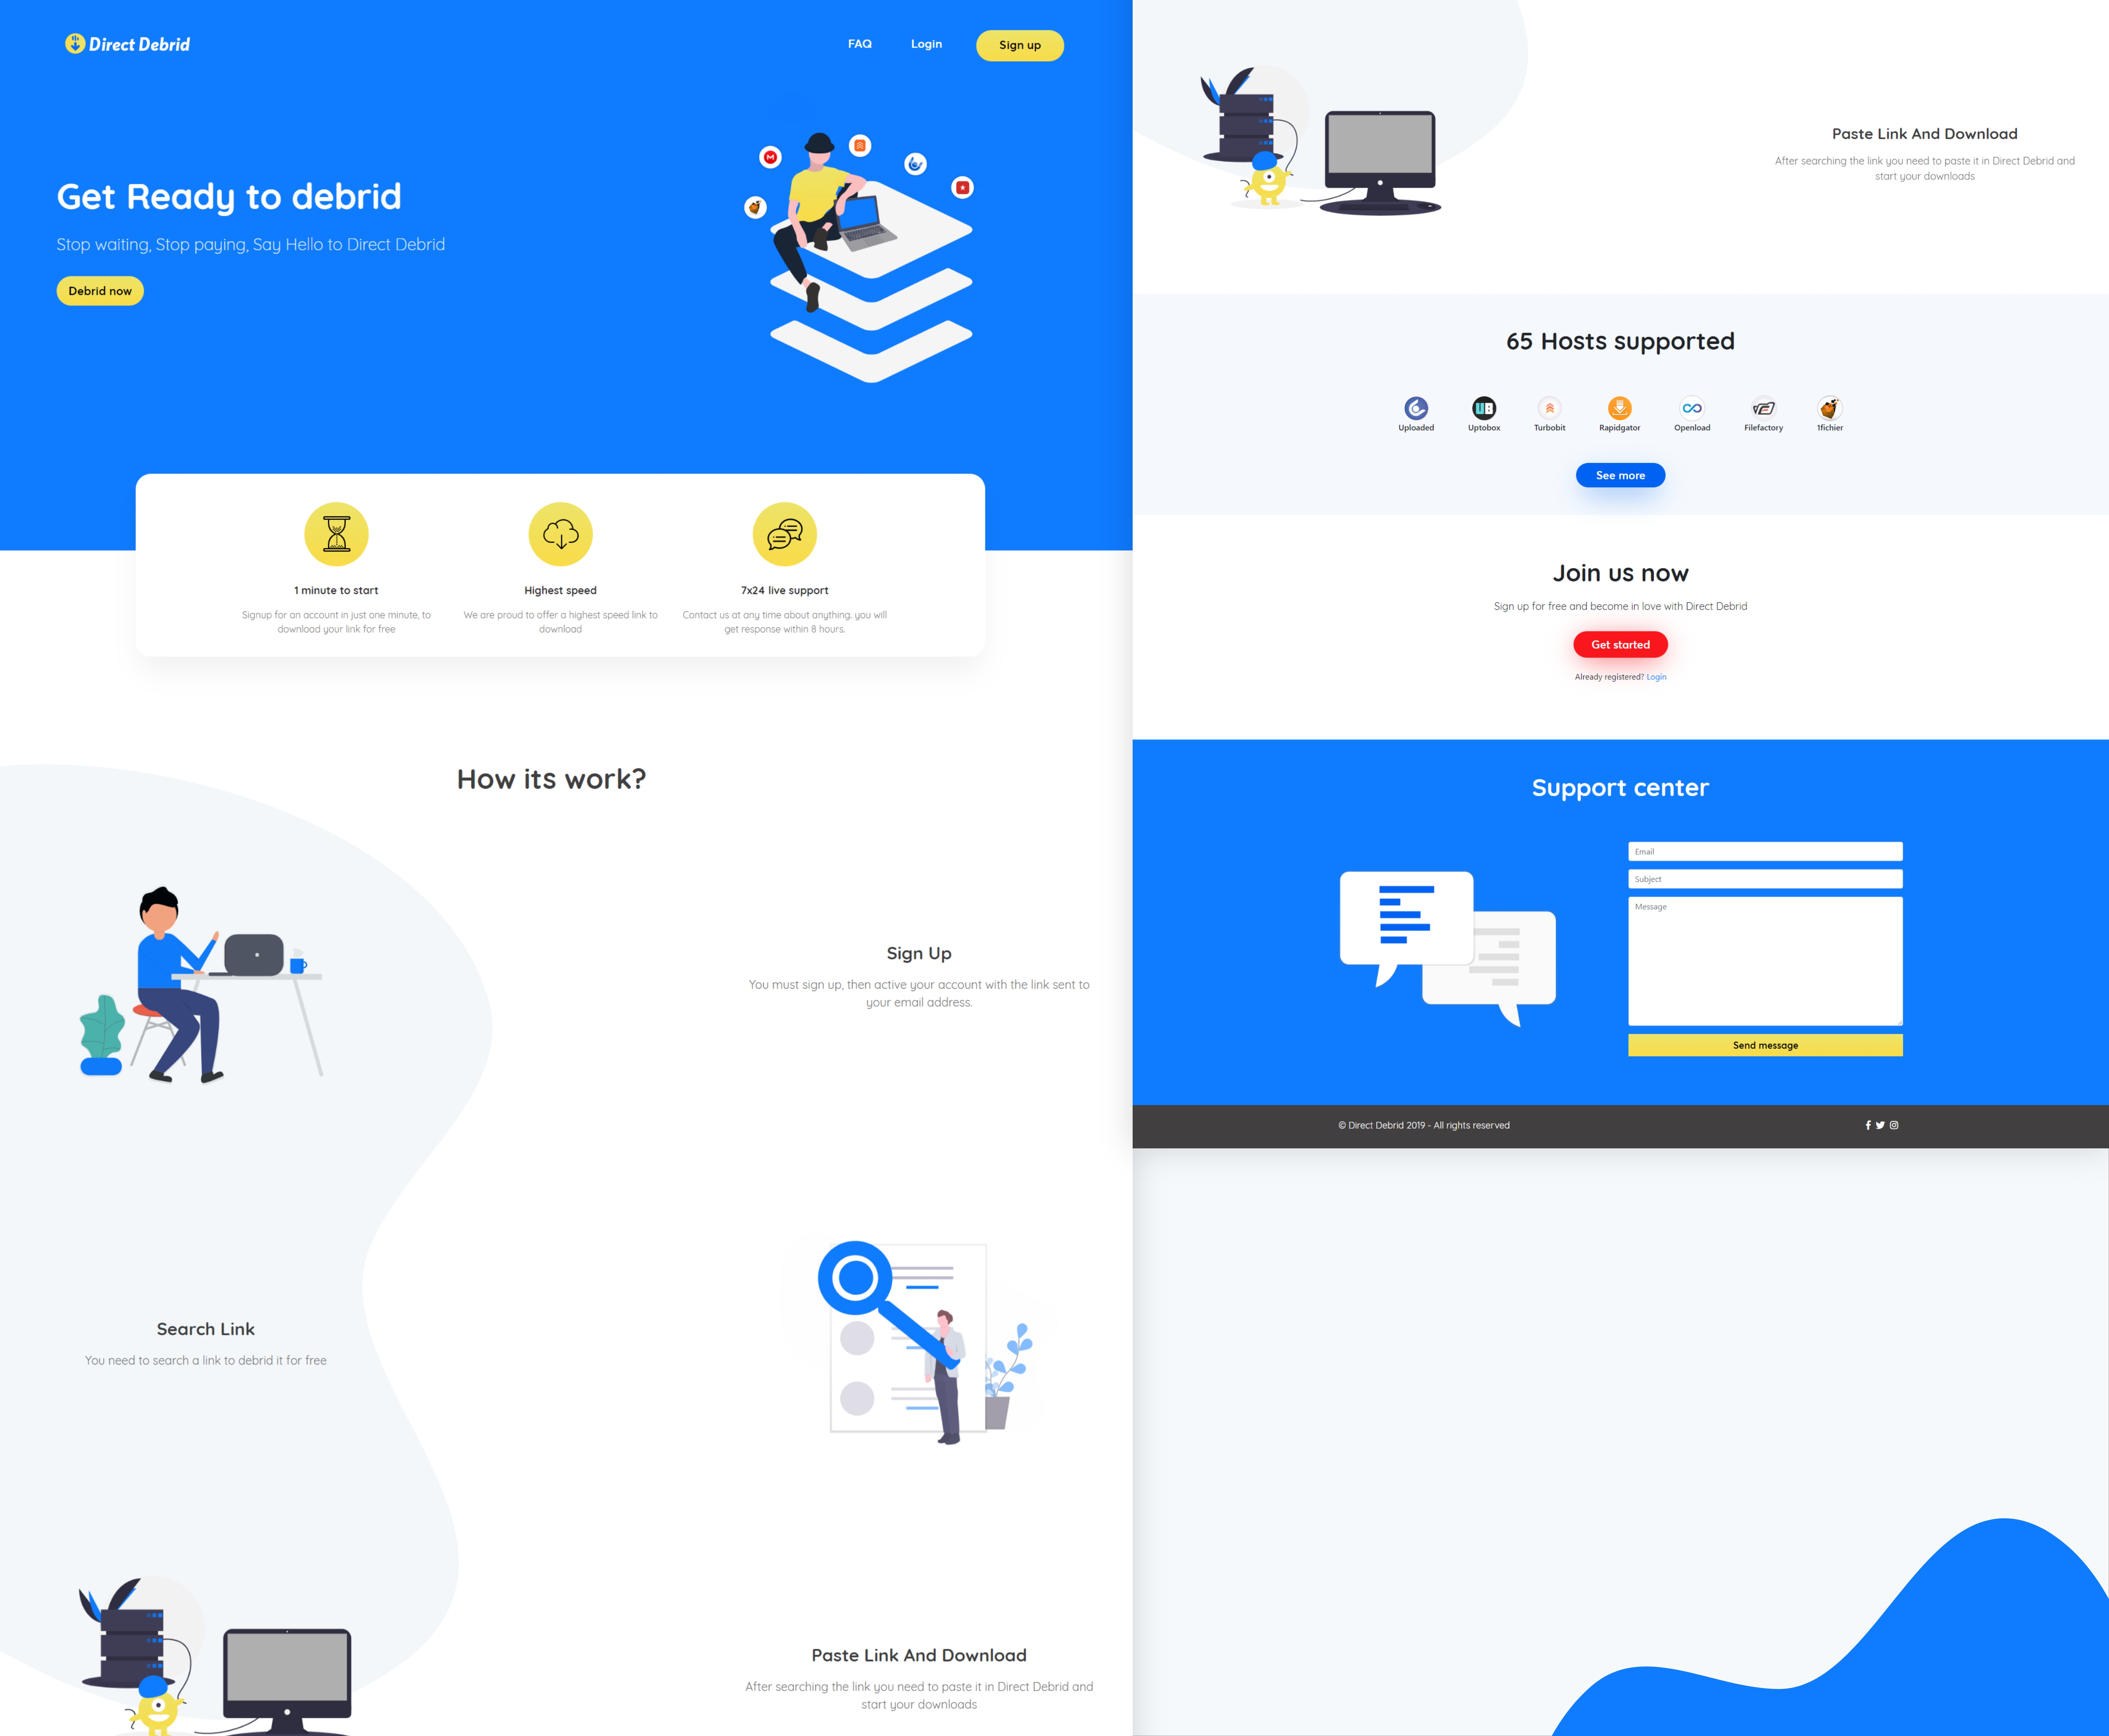 Direct Debrid
FAQ
Login
Sign up
Get Ready to debrid
Stop waiting, Stop paying, Say Hello to Direct Debrid
Debrid now
1 minute to start
Signup for an account in just one minute, to
download your link for free
Highest speed
We are proud to offer a highest speed link to
download
7x24 live support
Contact us at any time about anything. you will
get response within 8 hours.
How its work?
Sign Up
You must sign up, then active your account with the link sent to
your email address.
Search Link
You need to search a link to debrid it for free
Paste Link And Download
After searching the link you need to paste it in Direct Debrid and
start your downloads
Paste Link And Download
After searching the link you need to paste it in Direct Debrid and
start your downloads
65 Hosts supported
UB
Uploaded
Uptobox
Turbobit
Rapidgator
Openload
Filefactory
1fichier
See more
Join us now
Sign up for free and become in love with Direct Debrid
Get started
Already registered? Login
Support center
Email
Subject
Message
Send message
© Direct Debrid 2019 - All rights reserved